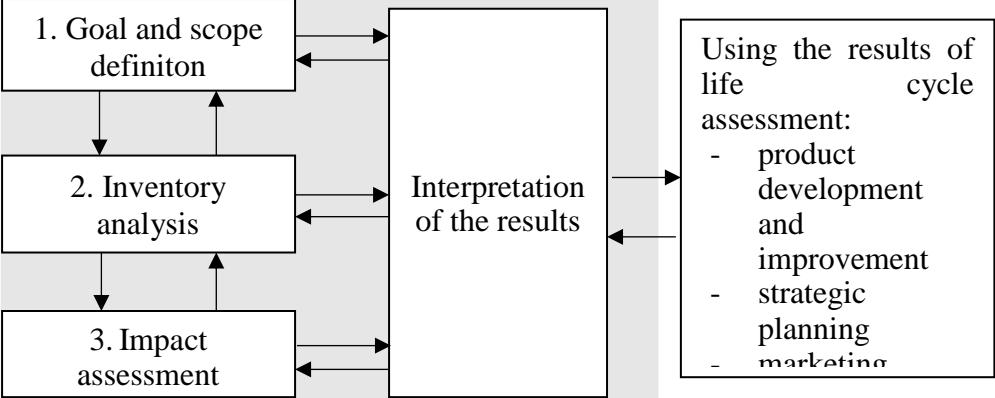 1. Goal and scope
definiton
2. Inventory
analysis
3. Impact
assessment
Interpretation
of the results
Using the results of
life cycle
assessment:
- product
development
and
improvement
- strategic
planning
- marketing